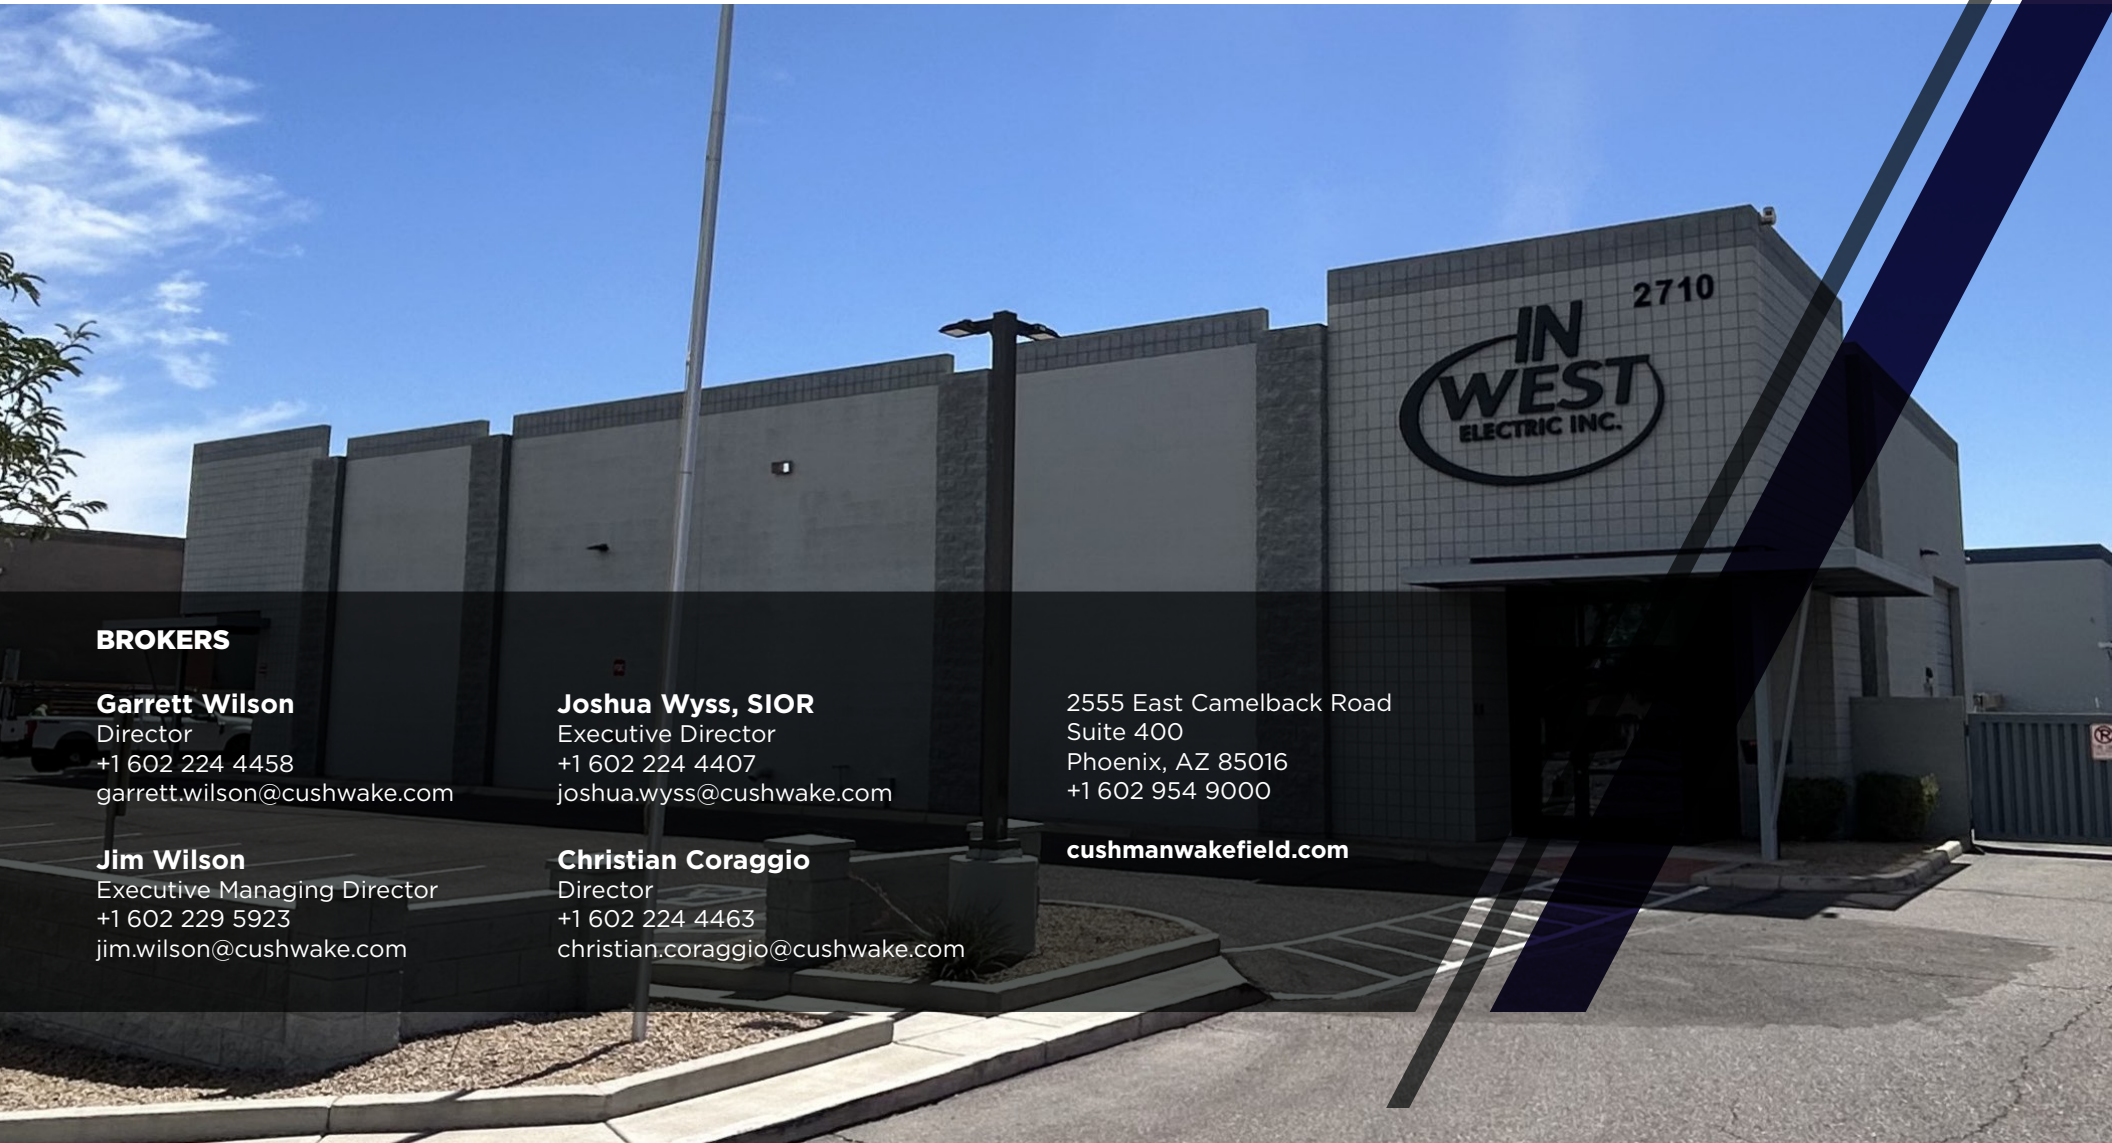 2710
IN
WEST
ELECTRIC INC.
BROKERS
Garrett Wilson
Director
+1 602 224 4458
garrett.wilson@cushwake.com
Jim Wilson
Executive Managing Director
+1 602 229 5923
jim.wilson@cushwake.com
Joshua Wyss, SIOR
Executive Director
+1 602 224 4407
joshua.wyss@cushwake.com
Christian Coraggio
Director
+1 602 224 4463
christian.coraggio@cushwake.com
2555 East Camelback Road
Suite 400
Phoenix, AZ 85016
+1 602 954 9000
cushmanwakefield.com